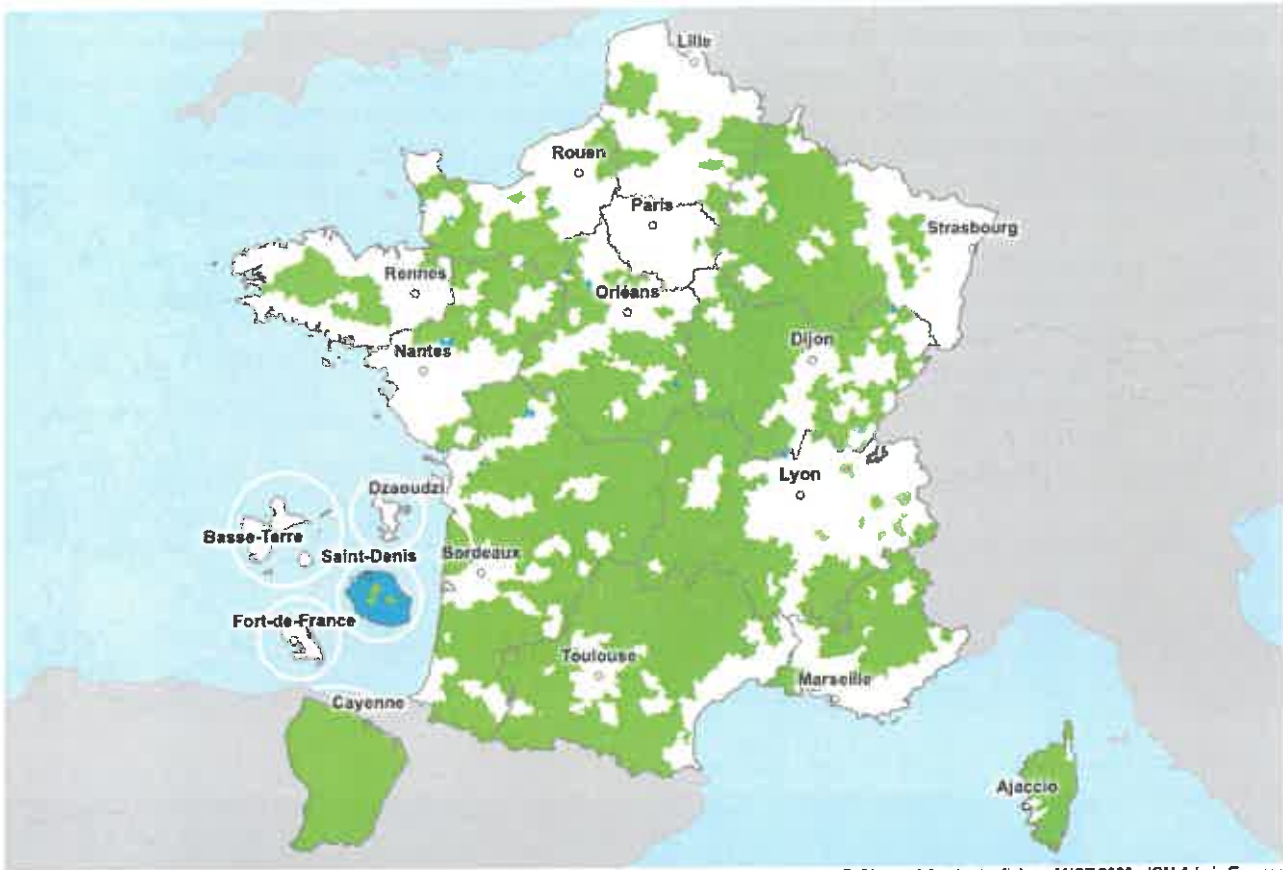 Lille
Rouen
Paris
Strasbourg
Rennes
Orléans
Dijon
Nantes
Lyon
Dzaoudzi
Basse-Terre
Saint-Denis
Bordeaux
Fort-de-France
Toulouse
Marseille
Cayenne
Ajaccio